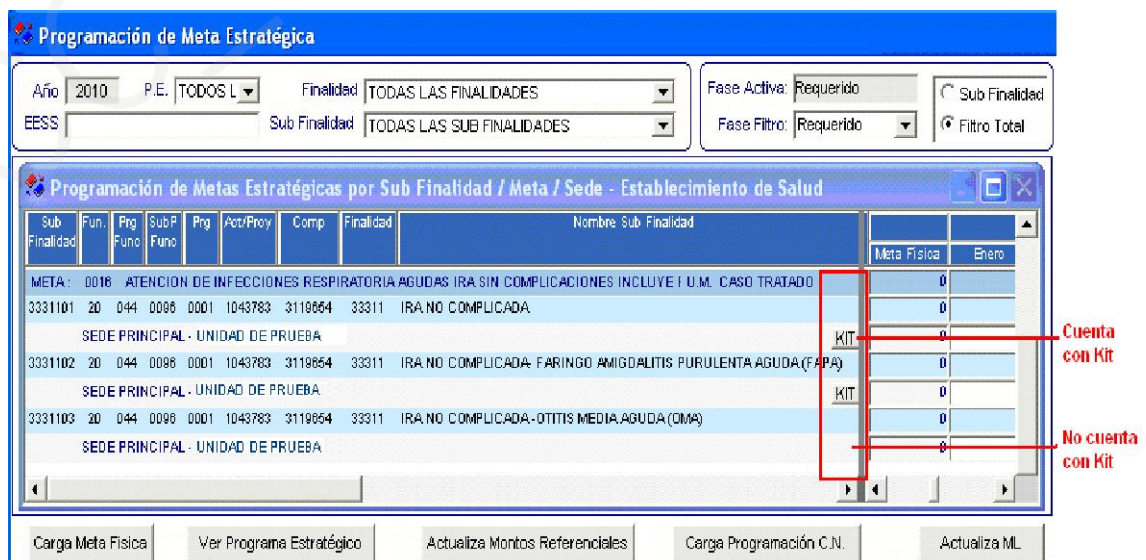 Programación de Meta Estratégica
Año 2010 P.E. TODOS L Finalidad TODAS LAS FINALIDADES Fase Activa: Requerido Sub Finalidad
EESS Sub Finalidad TODAS LAS SUB FINALIDADES Fase Filtro: Requerido Filtro Total
Programación de Metas Estratégicas por Sub Finalidad / Meta / Sede - Establecimiento de Salud
Sub Finalidad Fun. Prg Func SubP Func Prg Act/Proy Comp Finalidad Nombre Sub Finalidad Meta Fisica Enero
META : 0016 ATENCION DE INFECCIONES RESPIRATORIA AGUDAS IRA SIN COMPLICACIONES INCLUYE F U.M. CASO TRATADO 0
3331101 20 044 0096 0001 1043783 3119654 33311 IRA NO COMPLICADA 0
SEDE PRINCIPAL - UNIDAD DE PRUEBA KIT 0
Cuenta con Kit
3331102 20 044 0096 0001 1043783 3119654 33311 IRA NO COMPLICADA- FARINGO AMIGDALITIS PURULENTA AGUDA (FAPA) 0
SEDE PRINCIPAL - UNIDAD DE PRUEBA KIT 0
3331103 20 044 0096 0001 1043783 3119654 33311 IRA NO COMPLICADA-OTITIS MEDIA AGUDA (OMA) 0
SEDE PRINCIPAL - UNIDAD DE PRUEBA 0
No cuenta con Kit
Carga Meta Fisica Ver Programa Estratégico Actualiza Montos Referenciales Carga Programación C.N. Actualiza ML